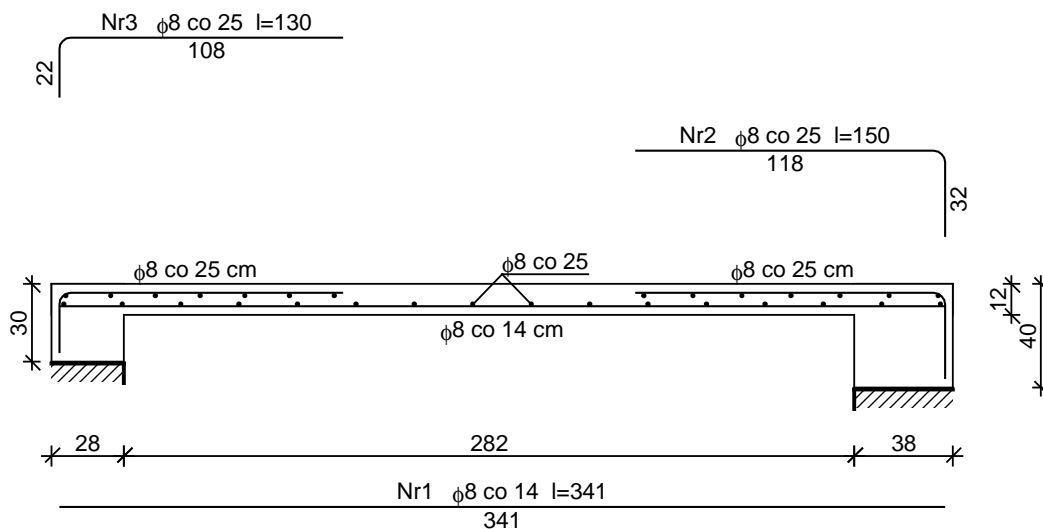 Nr3 ϕ8 co 25 l=130
108
22
Nr2 ϕ8 co 25 l=150
118
32
ϕ8 co 25 cm
ϕ8 co 25
ϕ8 co 25 cm
30
12
40
ϕ8 co 14 cm
28
282
38
Nr1 ϕ8 co 14 l=341
341